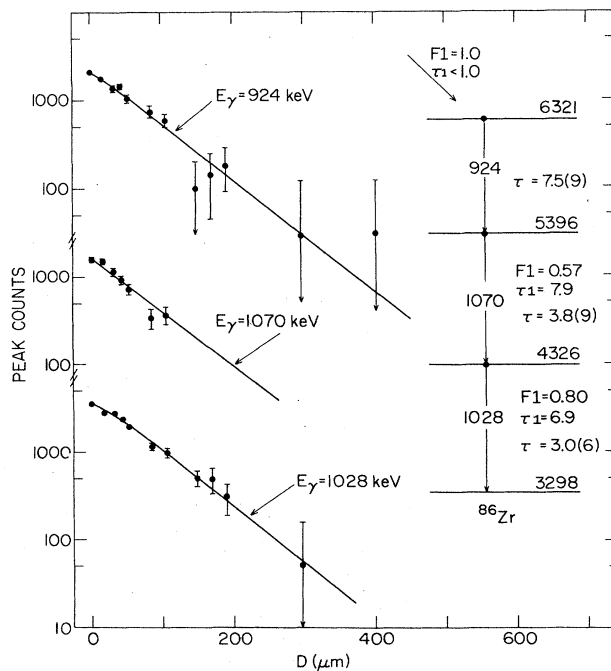 PEAK COUNTS
1000
100
1000
100
1000
100
10
0
200
400
600
D (μm)
Eγ=924 keV
Eγ=1070 keV
Eγ=1028 keV
F1=1.0
τ1<1.0
6321
924
τ = 7.5(9)
5396
F1=0.57
τ1=7.9
1070
τ = 3.8(9)
4326
F1=0.80
1028
τ1=6.9
τ = 3.0(6)
3298
⁸⁶Zr